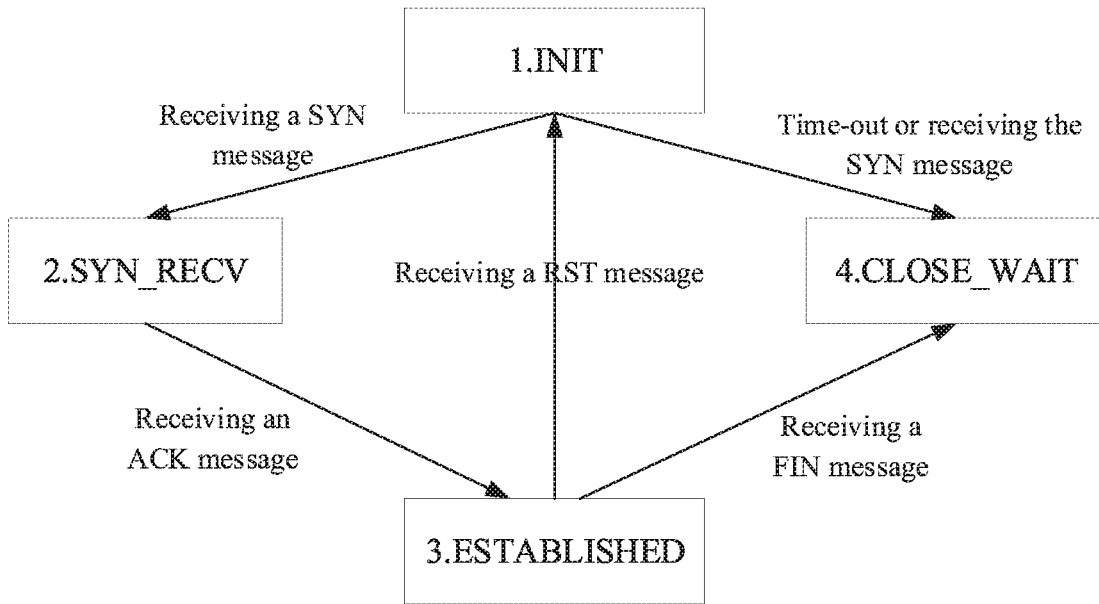 1.INIT
Receiving a SYN
message
Time-out or receiving the
SYN message
2.SYN_RECV
Receiving a RST message
4.CLOSE_WAIT
Receiving an
ACK message
Receiving a
FIN message
3.ESTABLISHED